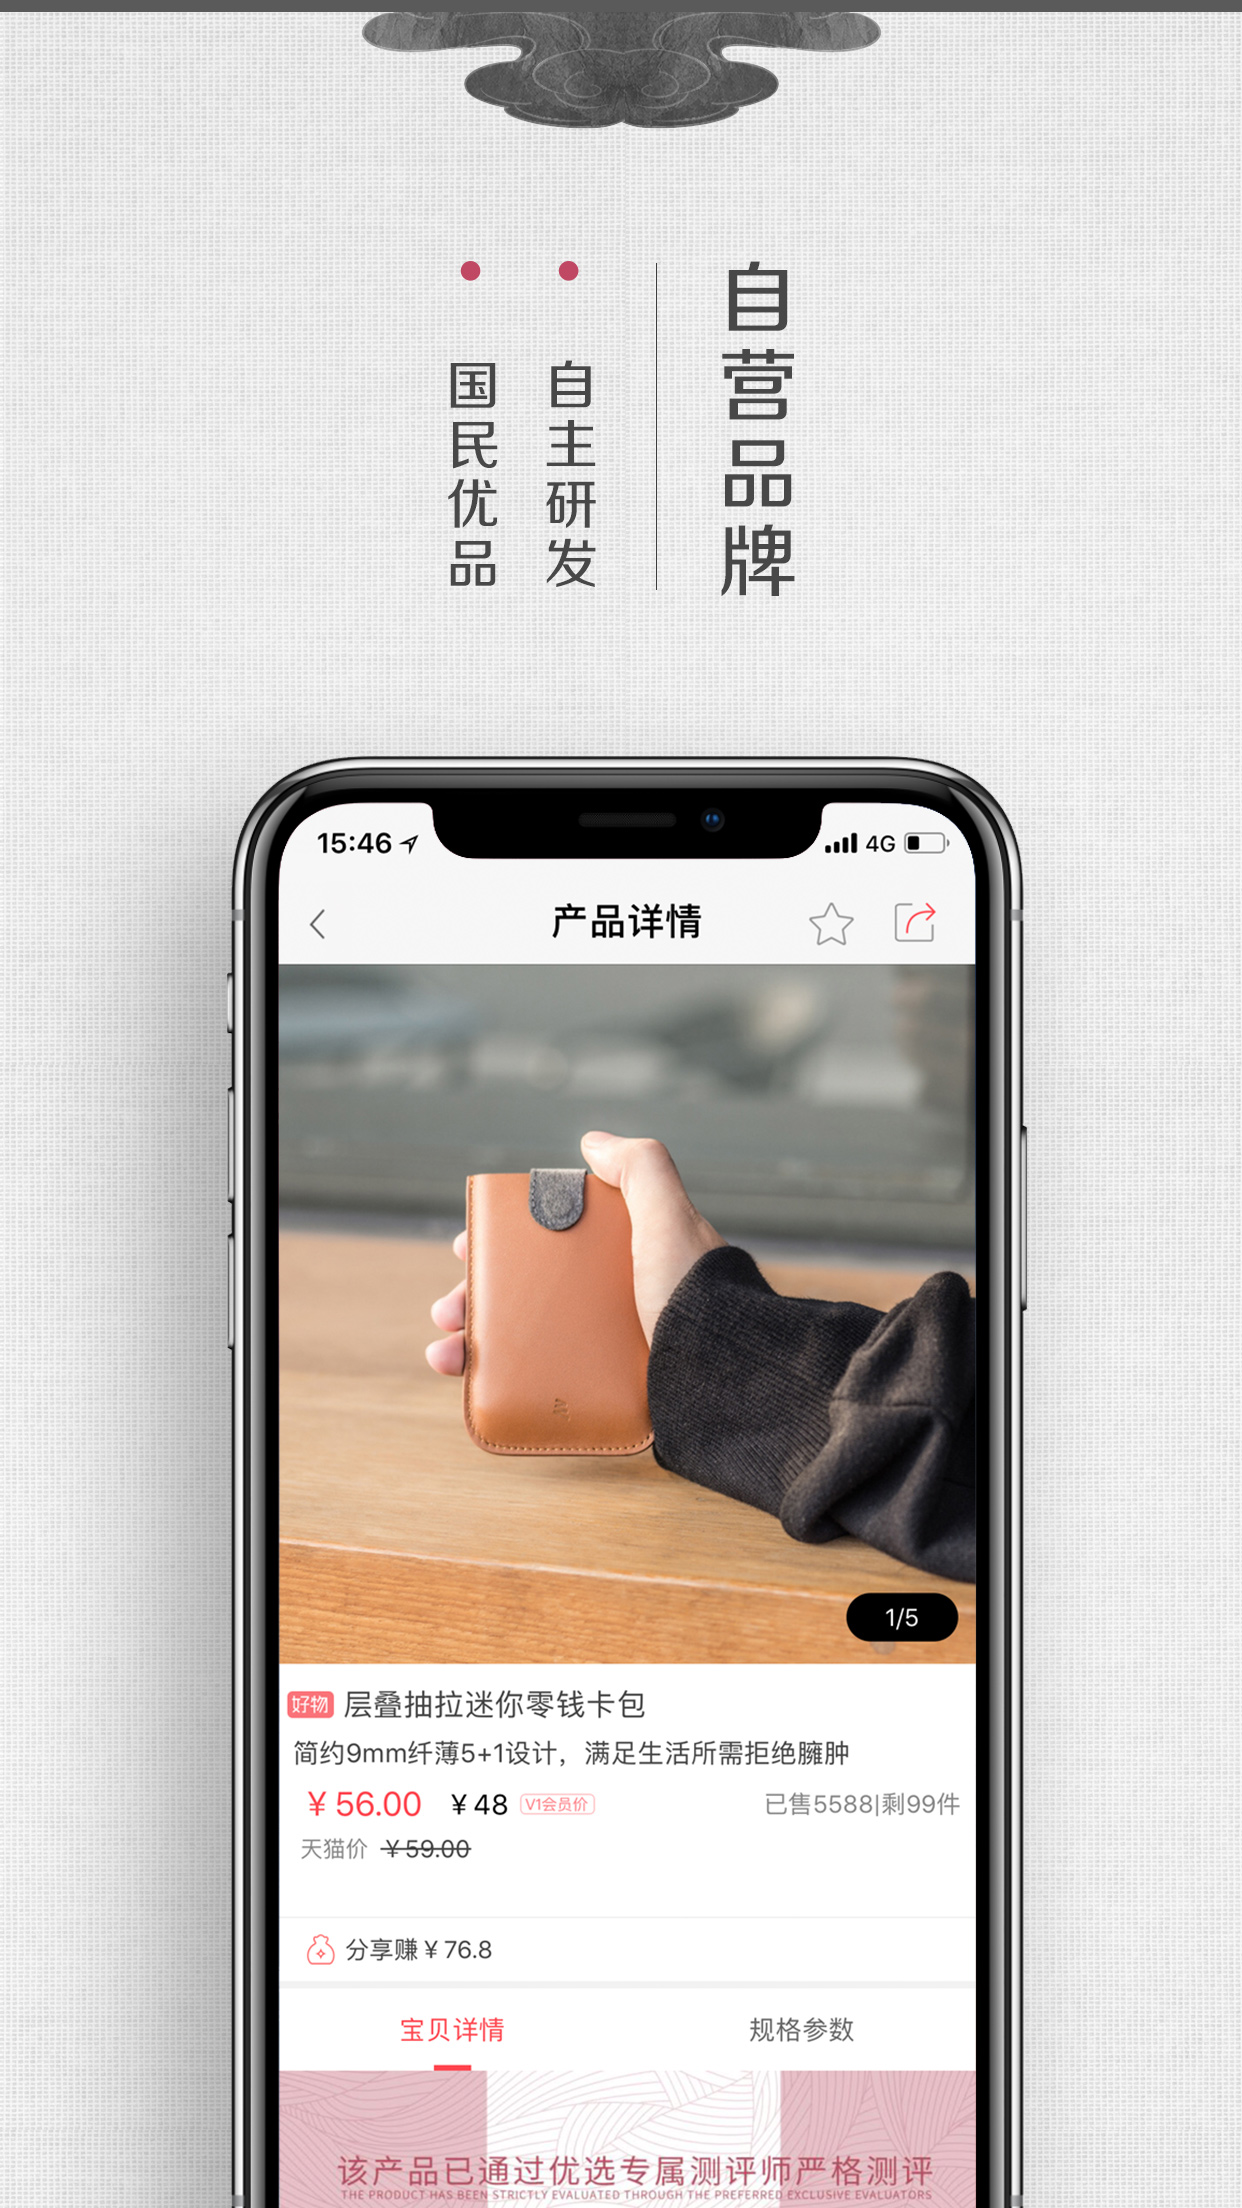 自营品牌
自主研发
国民优品
15:46
4G
产品详情
1/5
好物 层叠抽拉迷你零钱卡包
简约9mm纤薄5+1设计，满足生活所需拒绝臃肿
¥ 56.00 ¥ 48 V1会员价 已售5588|剩99件
天猫价 ¥59.00
分享赚 ¥ 76.8
宝贝详情 规格参数
该产品已通过优选专属测评师严格测评
THE PRODUCT HAS BEEN STRICTLY EVALUATED THROUGH THE PREFERRED EXCLUSIVE EVALUATORS